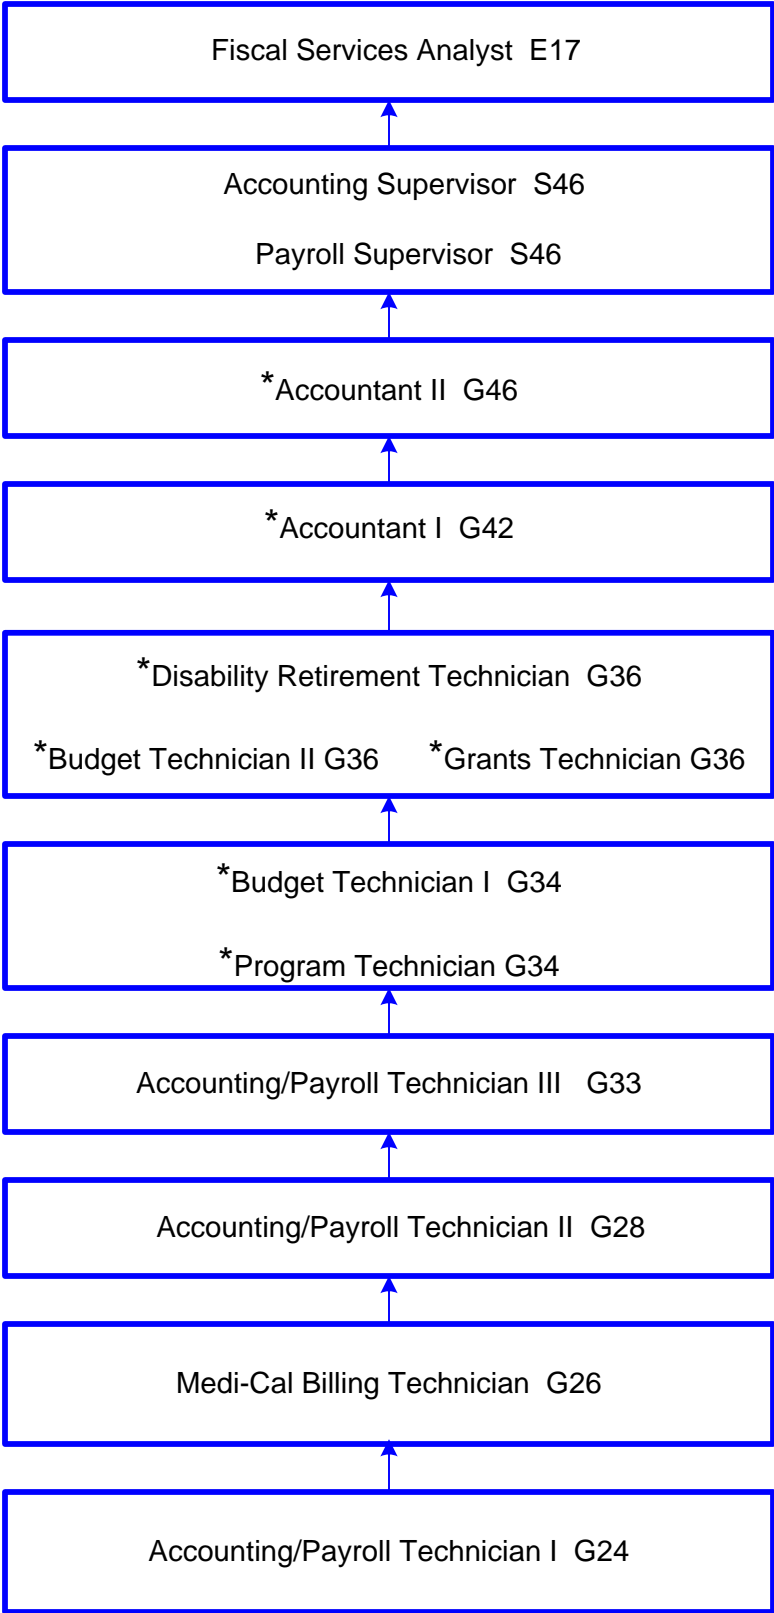 Fiscal Services Analyst  E17
Accounting Supervisor  S46
Payroll Supervisor  S46
*Accountant II  G46
*Accountant I  G42
*Disability Retirement Technician  G36
*Budget Technician II G36 *Grants Technician G36
*Budget Technician I  G34
*Program Technician G34
Accounting/Payroll Technician III   G33
Accounting/Payroll Technician II  G28
Medi-Cal Billing Technician  G26
Accounting/Payroll Technician I  G24